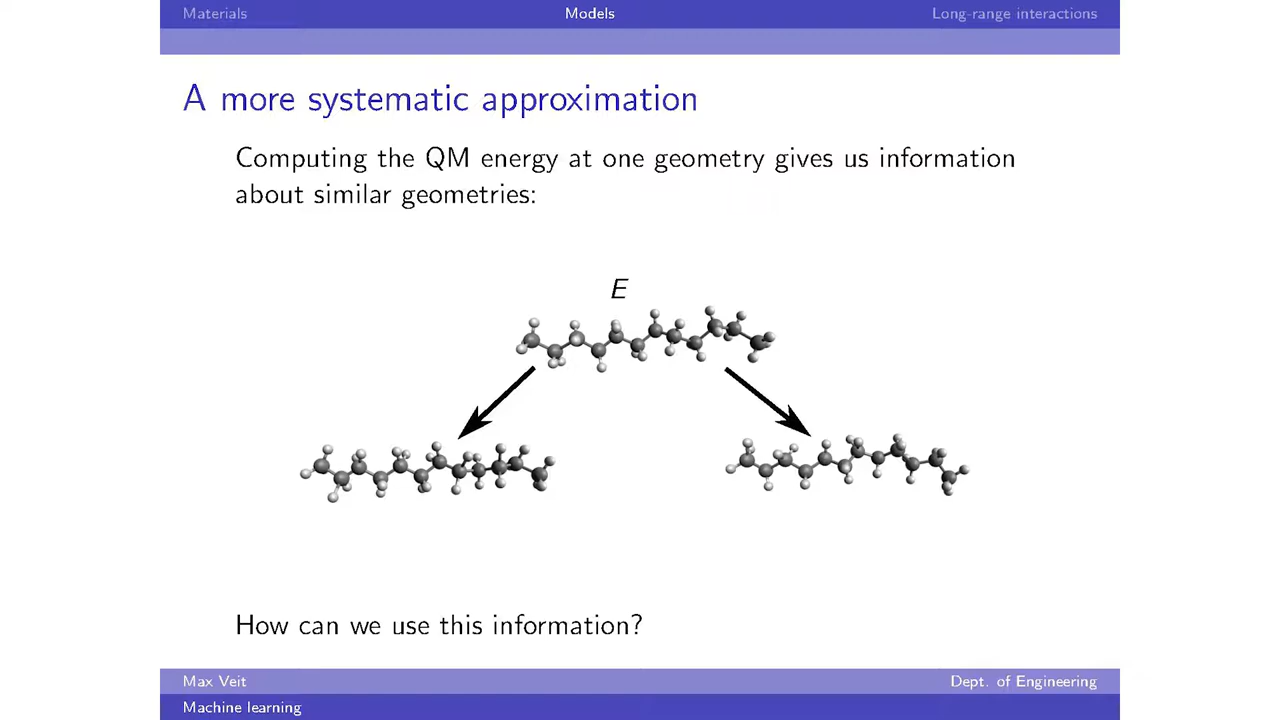 Materials Models Long-range interactions
A more systematic approximation
Computing the QM energy at one geometry gives us information
about similar geometries:
E
How can we use this information?
Max Veit Dept. of Engineering
Machine learning